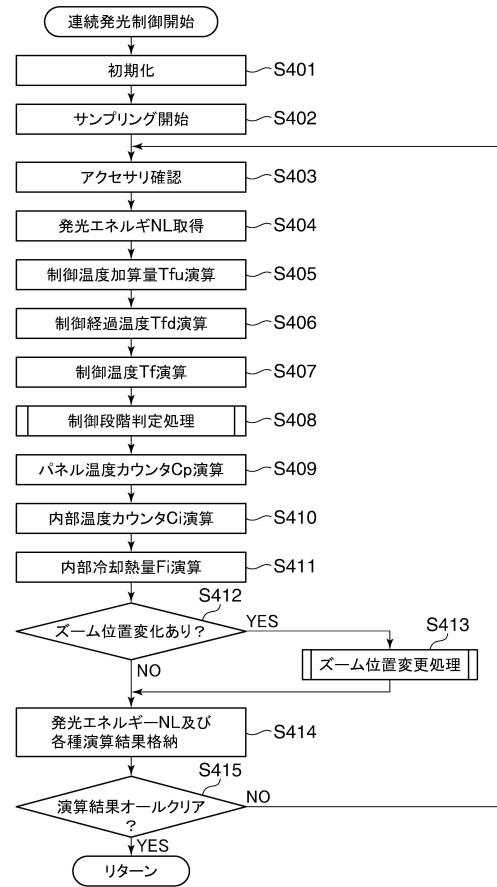 連続発光制御開始
初期化
S401
サンプリング開始
S402
アクセサリ確認
S403
発光エネルギNL取得
S404
制御温度加算量Tfu演算
S405
制御経過温度Tfd演算
S406
制御温度Tf演算
S407
制御段階判定処理
S408
パネル温度カウンタCp演算
S409
内部温度カウンタCi演算
S410
内部冷却熱量Fi演算
S411
S412
ズーム位置変化あり?
YES
S413
ズーム位置変更処理
NO
発光エネルギーNL及び
各種演算結果格納
S414
S415
演算結果オールクリア
?
NO
YES
リターン